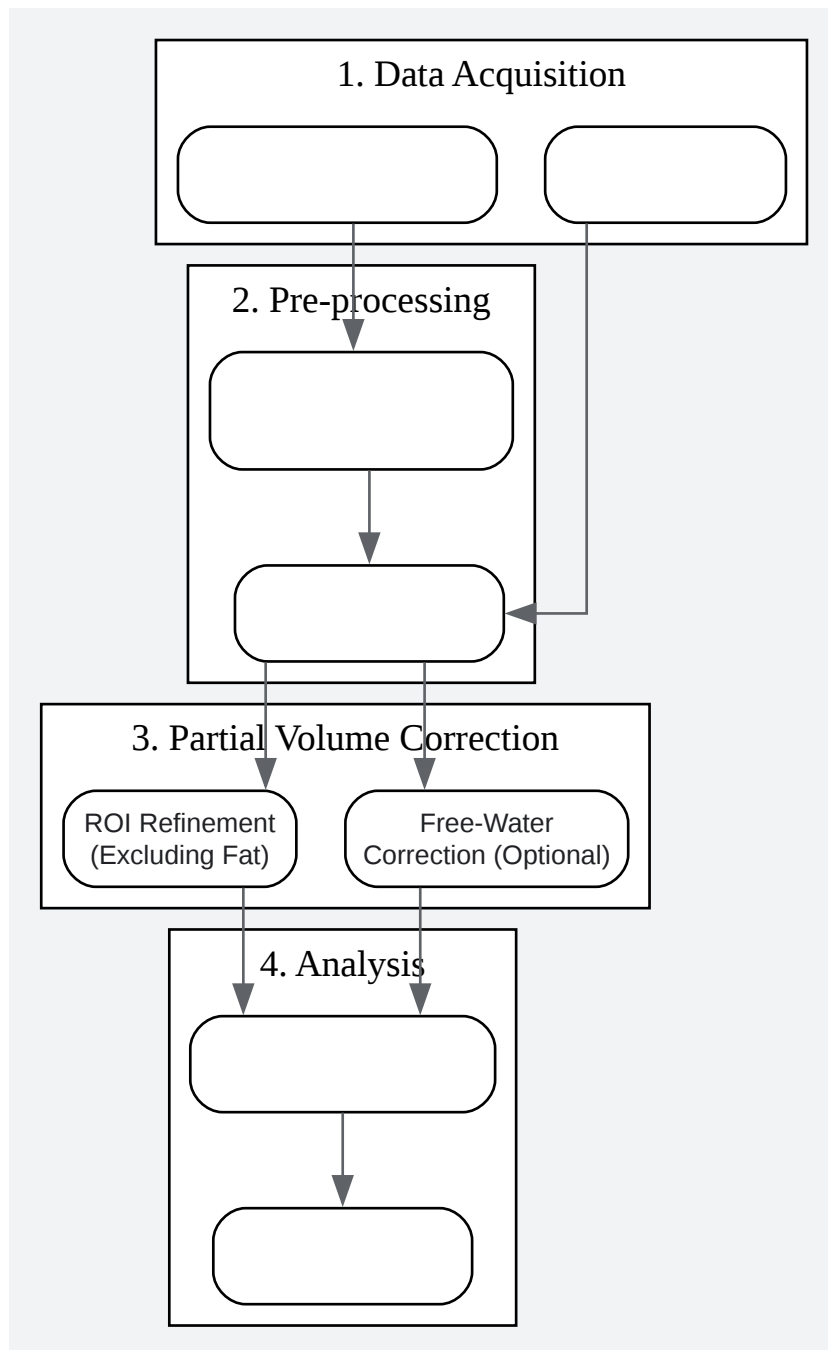 1. Data Acquisition
2. Pre-processing
3. Partial Volume Correction
ROI Refinement
(Excluding Fat)
Free-Water
Correction (Optional)
4. Analysis